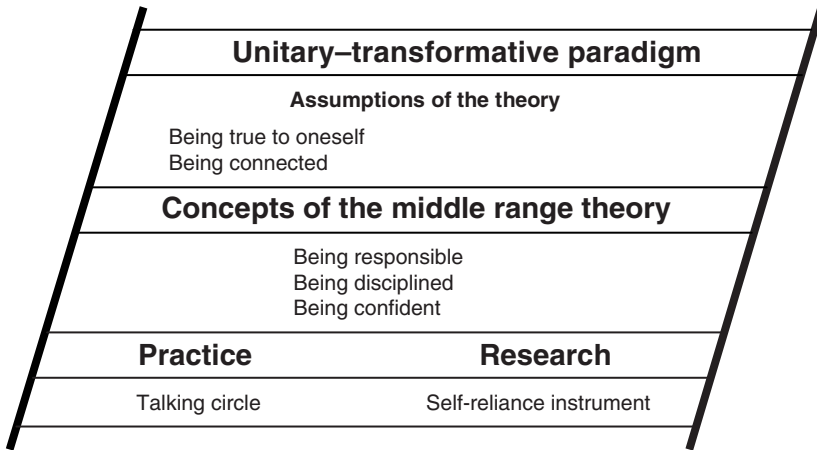 Unitary–transformative paradigm
Assumptions of the theory
Being true to oneself
Being connected
Concepts of the middle range theory
Being responsible
Being disciplined
Being confident
Practice Research
Talking circle Self-reliance instrument